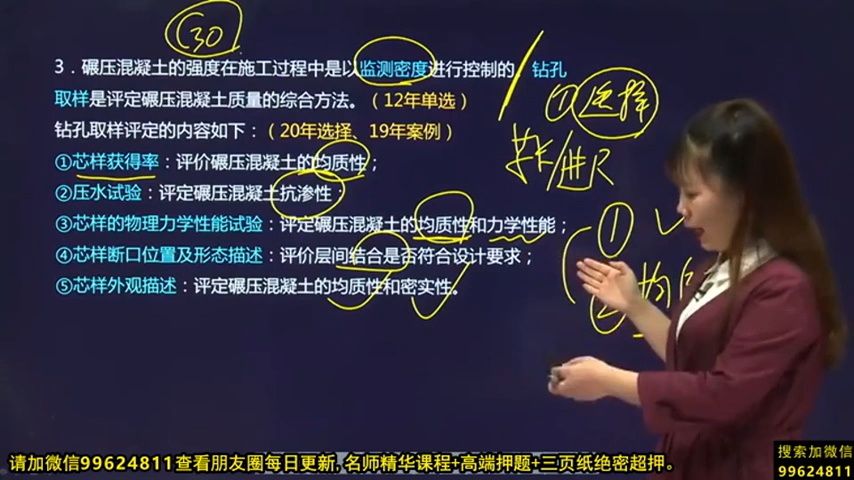 30
3．碾压混凝土的强度在施工过程中是以监测密度进行控制的，钻孔
取样是评定碾压混凝土质量的综合方法。（12年单选）
①选择
钻孔取样评定的内容如下：（20年选择、19年案例）
①芯样获得率：评价碾压混凝土的均质性；
②压水试验：评定碾压混凝土抗渗性；
③芯样的物理力学性能试验：评定碾压混凝土的均质性和力学性能；
①
④芯样断口位置及形态描述：评价层间结合是否符合设计要求；
⑤芯样外观描述：评定碾压混凝土的均质性和密实性。
② 均
请加微信99624811查看朋友圈每日更新,名师精华课程+高端押题+三页纸绝密超押。
搜索加微信
99624811